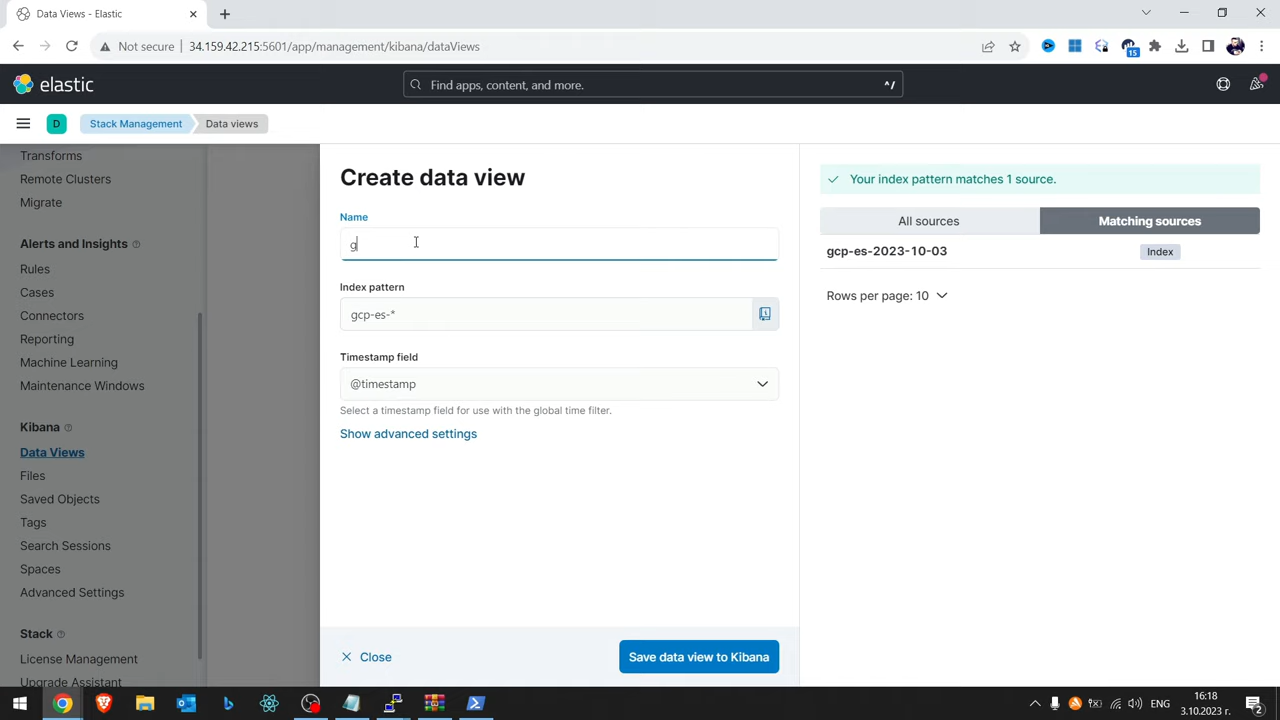 Data Views - Elastic
Not secure
34.159.42.215:5601/app/management/kibana/dataViews
15
elastic
Find apps, content, and more.
^/
D
Stack Management
Data views
Transforms
Remote Clusters
Migrate
Alerts and Insights
Rules
Cases
Connectors
Reporting
Machine Learning
Maintenance Windows
Kibana
Data Views
Files
Saved Objects
Tags
Search Sessions
Spaces
Advanced Settings
Stack
License Management
Upgrade Assistant
Create data view
Name
g
Index pattern
gcp-es-*
Timestamp field
@timestamp
Select a timestamp field for use with the global time filter.
Show advanced settings
Close
Save data view to Kibana
Your index pattern matches 1 source.
All sources
Matching sources
gcp-es-2023-10-03
Index
Rows per page: 10
ЕНГ
16:18
3.10.2023 г.
2